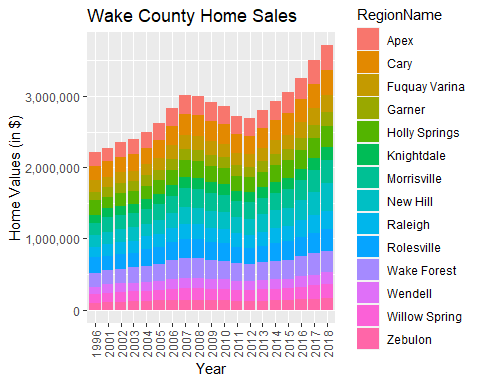 Wake County Home Sales
Home Values (in $)
3,000,000
2,000,000
1,000,000
0
1996
2001
2002
2003
2004
2005
2006
2007
2008
2009
2010
2011
2012
2013
2014
2015
2016
2017
2018
Year
RegionName
Apex
Cary
Fuquay Varina
Garner
Holly Springs
Knightdale
Morrisville
New Hill
Raleigh
Rolesville
Wake Forest
Wendell
Willow Spring
Zebulon